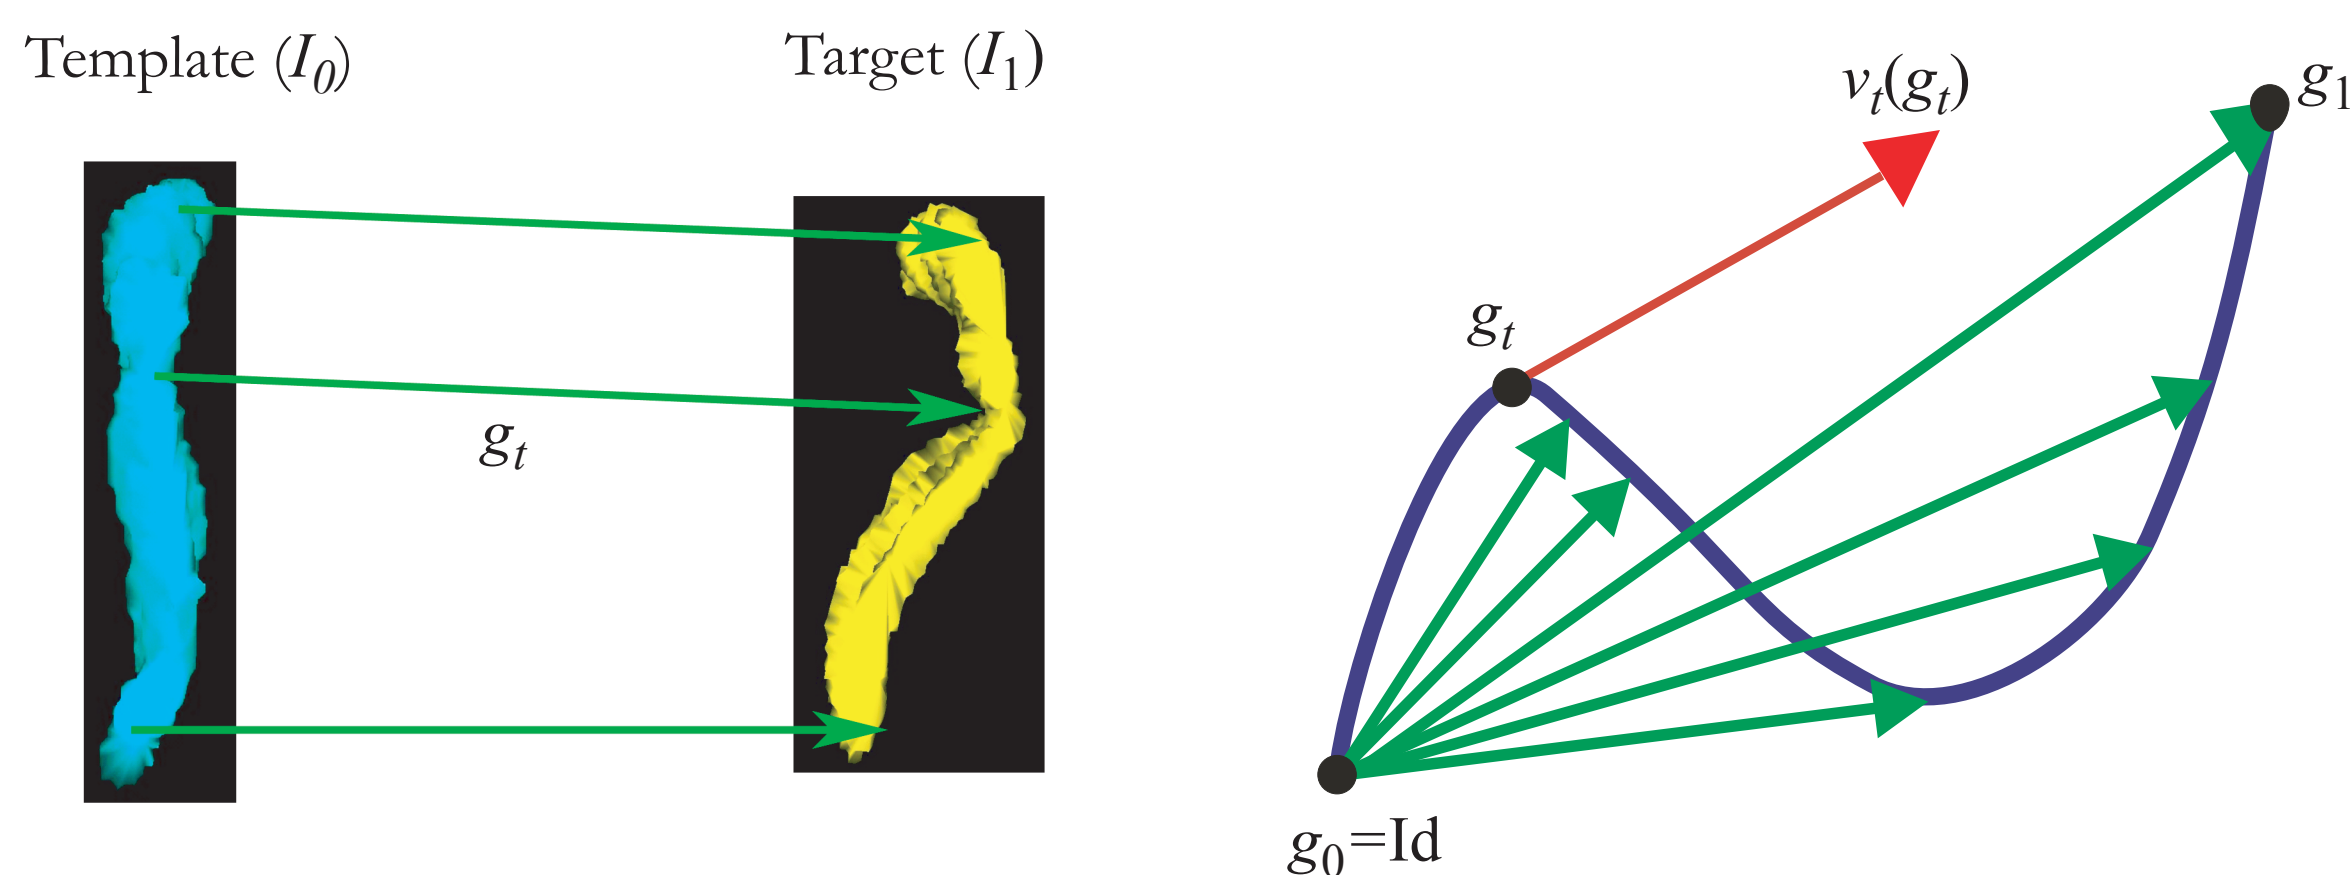 Template (I₀)
Target (I₁)
gₜ
vₜ(gₜ)
g₁
gₜ
g₀=Id